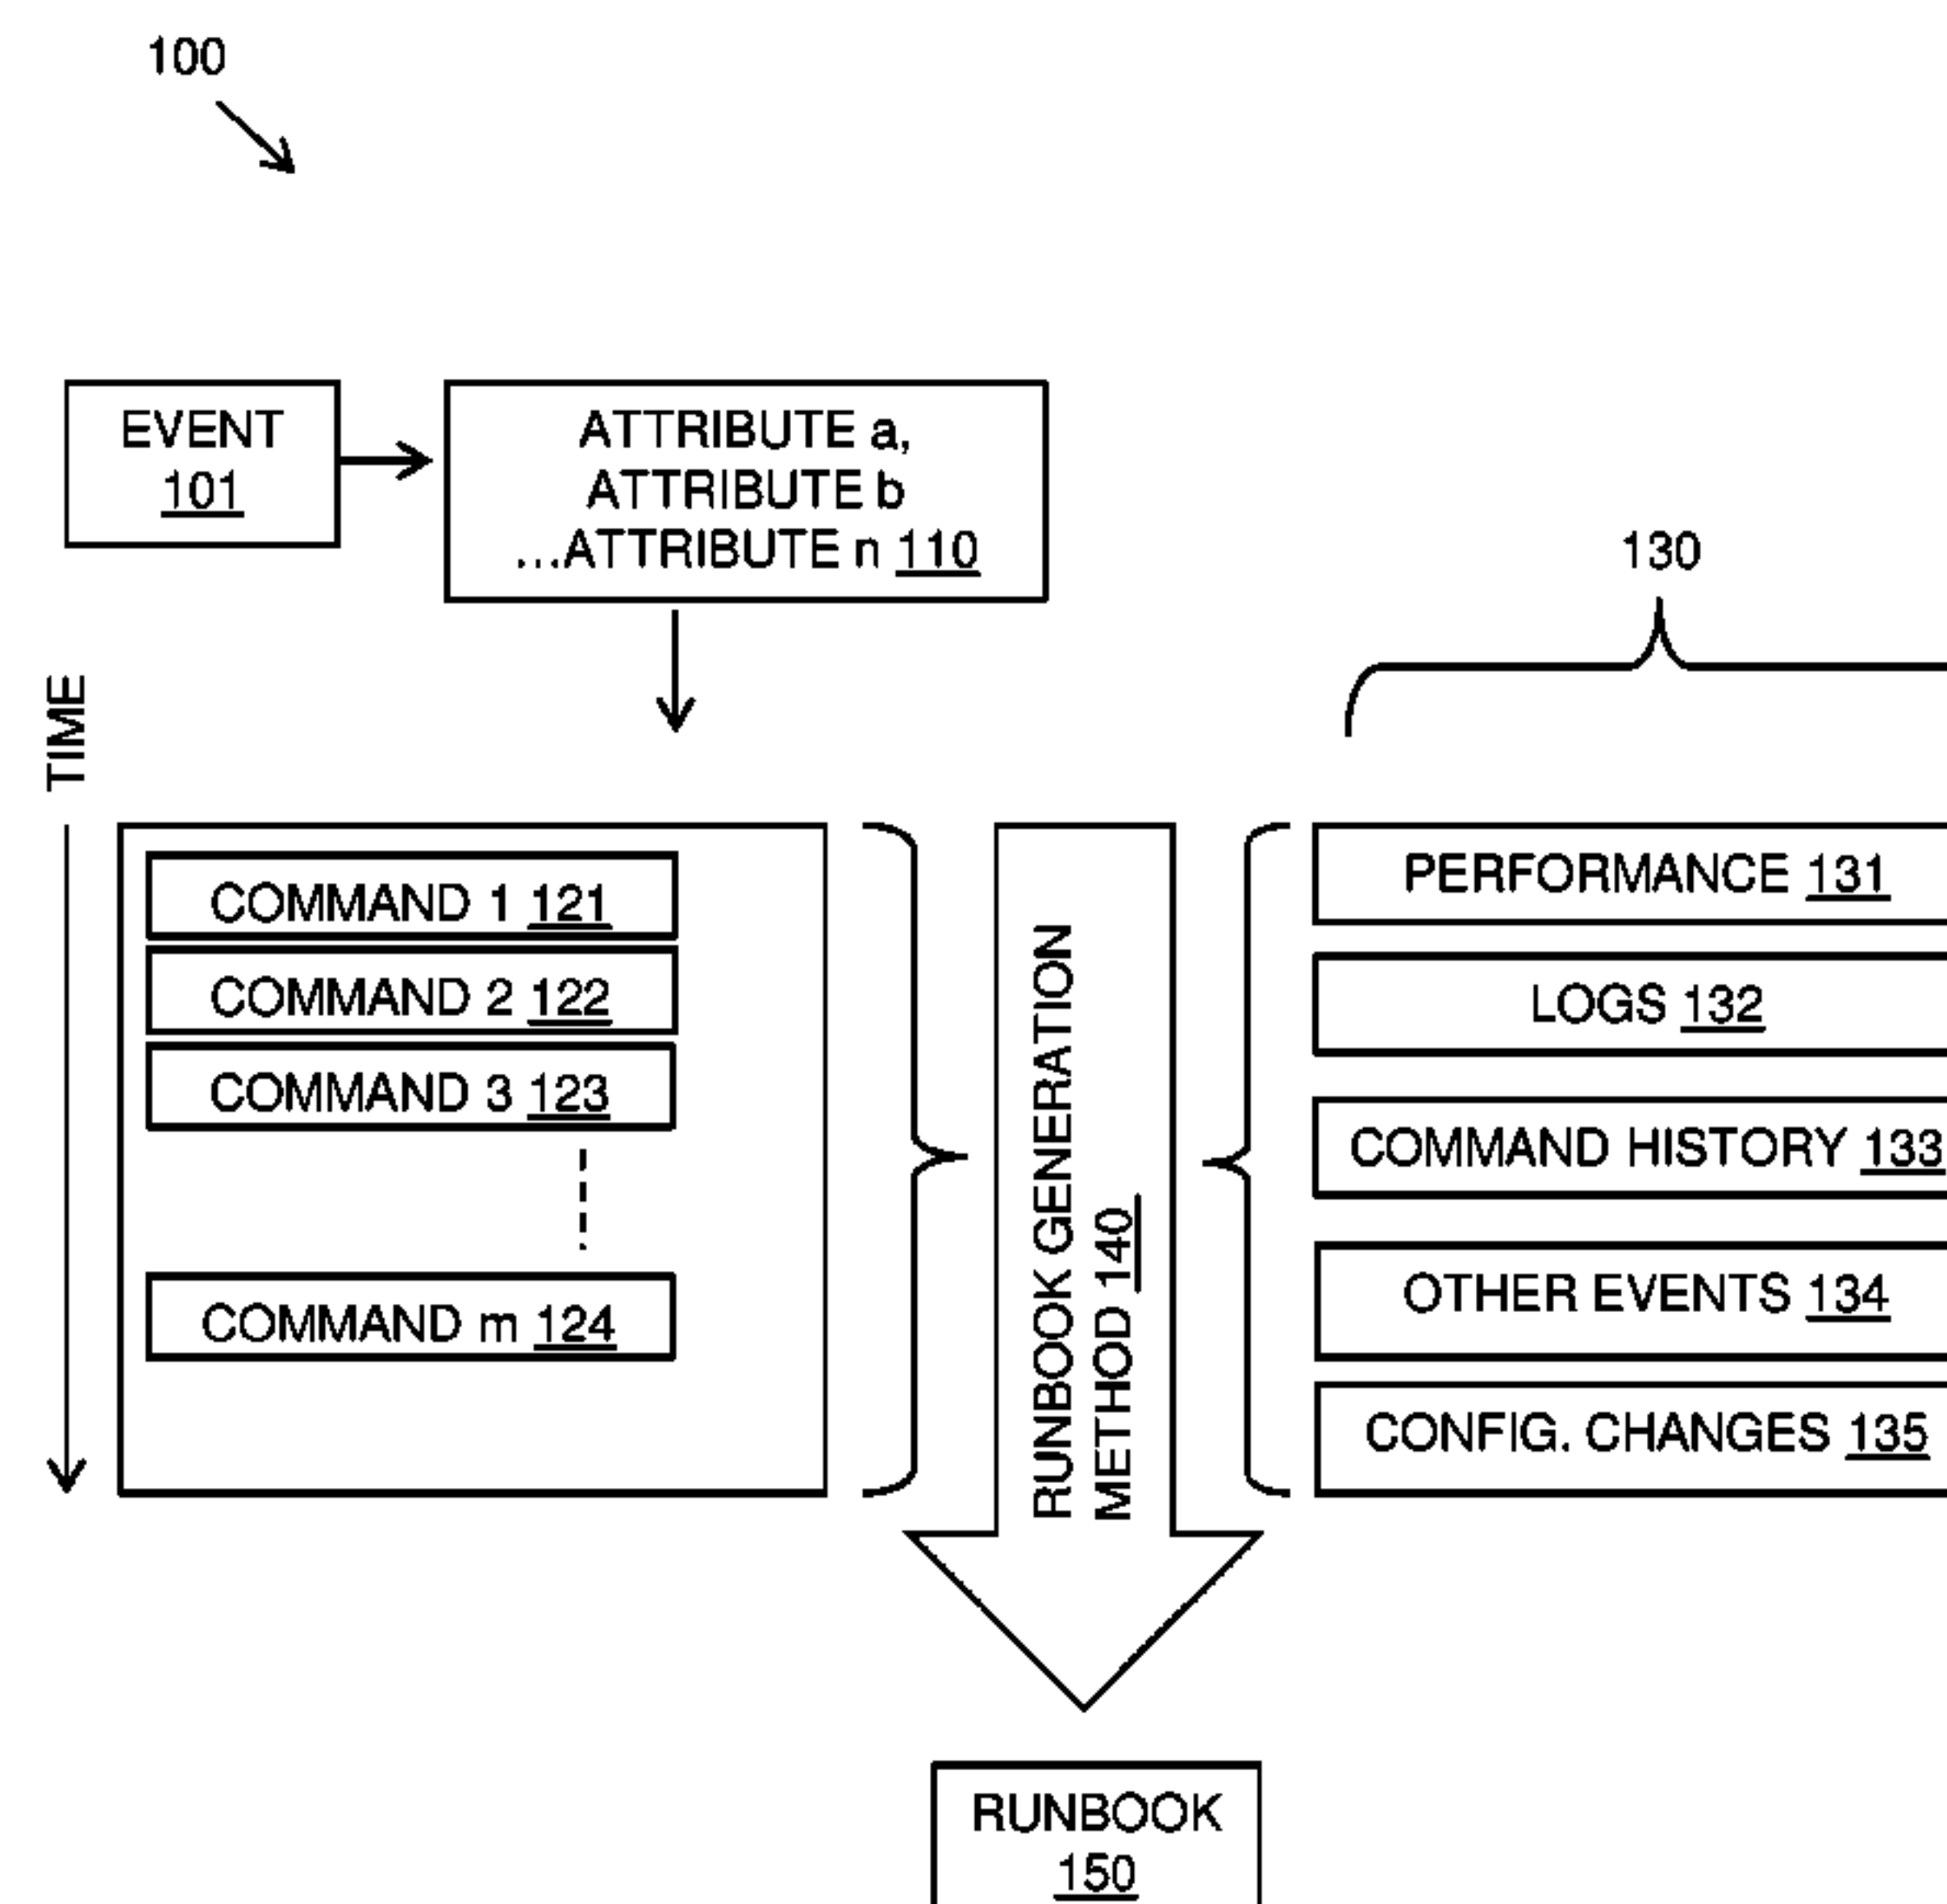 100
EVENT
101
ATTRIBUTE a,
ATTRIBUTE b
...ATTRIBUTE n 110
130
TIME
COMMAND 1 121
COMMAND 2 122
COMMAND 3 123
COMMAND m 124
RUNBOOK GENERATION
METHOD 140
PERFORMANCE 131
LOGS 132
COMMAND HISTORY 133
OTHER EVENTS 134
CONFIG. CHANGES 135
RUNBOOK
150